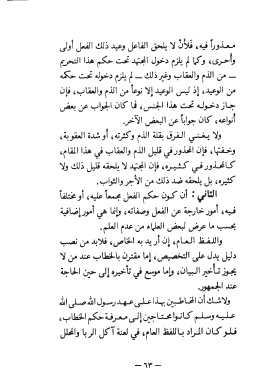 معذوراً فيه، فلأنْ لا يلحق الفاعل وعيد ذلك الفعل أولى
وأحرى، وكما لم يلزم دخول المجتهد تحت حكم هذا التحريم
ـ من الذم والعقاب وغير ذلك ـ لم يلزم دخوله تحت حكمه
من الوعيد، إذ ليس الوعيد إلا نوعاً من الذم والعقاب، فإن
جاز دخوله تحت هذا الجنس، فما كان الجواب عن بعض
أنواعه، كان جواباً عن البعض الآخر.
ولا يغني الفرق بقلة الذم وكثرته، أو شدة العقوبة،
وخفتها، فإن المحذور في قليل الذم والعقاب في هذا المقام،
كالمحذور في كثيره، فإن المجتهد لا يلحقه قليل ذلك ولا
كثيره، بل يلحقه ضد ذلك من الأجر والثواب.
الثاني: أن كون حكم الفعل مجمعاً عليه، أو مختلفاً
فيه، أمور خارجة عن الفعل وصفاته، وإنما هي أمور إضافية
بحسب ما عرض لبعض العلماء من عدم العلم.
واللفظ العام، إن أريد به الخاص، فلابد من نصب
دليل يدل على التخصيص، إما مقترن بالخطاب عند من لا
يجوز تأخير البيان، وإما موسع في تأخيره إلى حين الحاجة
عند الجمهور.
ولاشك أن المخاطبين بهذا على عهد رسول الله صلى الله
عليه وسلم كانوا محتاجين إلى معرفة حكم الخطاب،
فلو كان المراد باللفظ العام، في لعنة آكل الربا والمحلل
ـ ٦٣ ـ